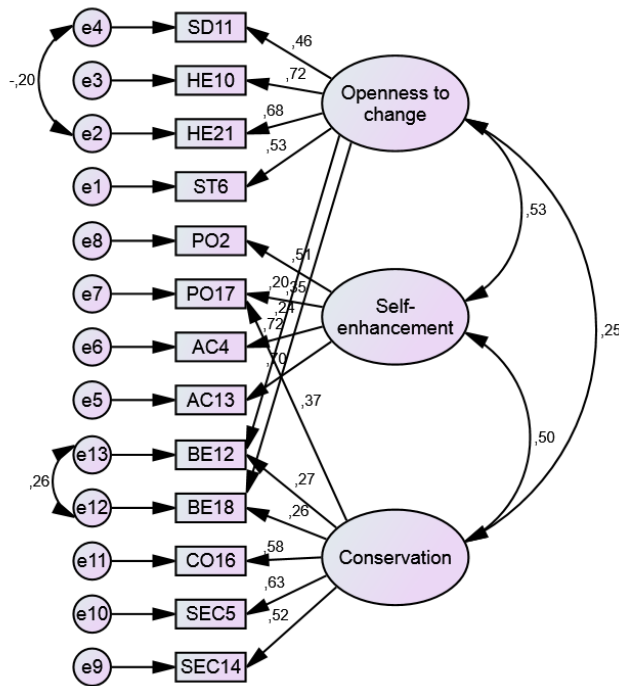 e4
SD11
,46
e3
HE10
,72
-,20
e2
HE21
,68
Openness to
change
e1
ST6
,53
e8
PO2
,51
,53
e7
PO17
,20
,35
,24
Self-
enhancement
,25
e6
AC4
,72
,70
e5
AC13
,37
e13
BE12
,27
,50
,26
e12
BE18
,26
e11
CO16
,58
Conservation
e10
SEC5
,63
e9
SEC14
,52